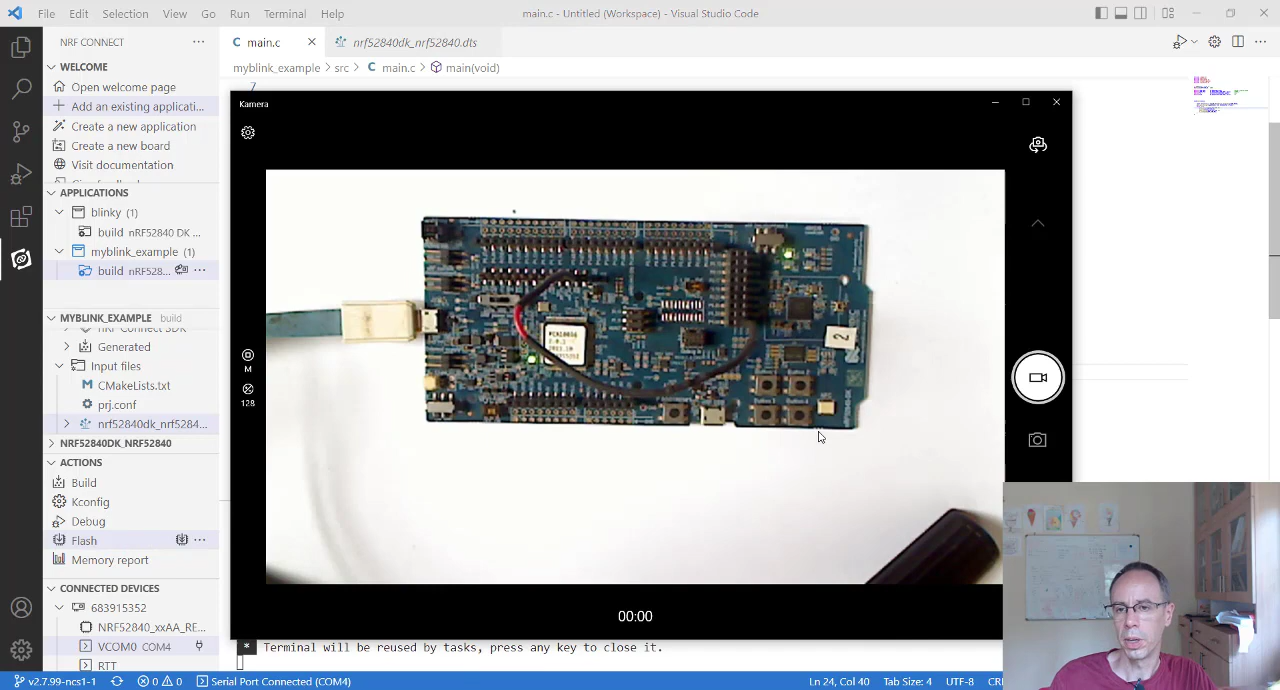 File Edit Selection View Go Run Terminal Help
main.c - Untitled (Workspace) - Visual Studio Code
NRF CONNECT
WELCOME
Open welcome page
Add an existing applicati...
Create a new application
Create a new board
Visit documentation
APPLICATIONS
blinky (1)
build nRF52840 DK ...
myblink_example (1)
build nRF528...
MYBLINK_EXAMPLE build
nRF Connect SDK
Generated
Input files
CMakeLists.txt
prj.conf
nrf52840dk_nrf5284...
NRF52840DK_NRF52840
ACTIONS
Build
Kconfig
Debug
Flash
Memory report
CONNECTED DEVICES
683915352
NRF52840_xxAA_RE...
VCOM0 COM4
RTT
C main.c
nrf52840dk_nrf52840.dts
myblink_example > src > C main.c > main(void)
7
Kamera
M
128
2
00:00
* Terminal will be reused by tasks, press any key to close it.
v2.7.99-ncs1-1
0 0
Serial Port Connected (COM4)
Ln 24, Col 40 Tab Size: 4 UTF-8